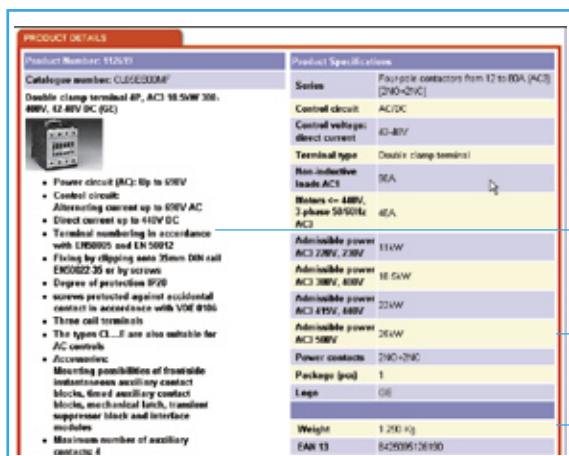 PRODUCT DETAILS
Product Number: 112619
Catalogue number:
Double clamp terminal 4P, AC3 18.5kW 380-
400V, 42-48V DC (GE)
Power circuit (AC): Up to 690V
Control circuit:
Alternating current up to 690V AC
Direct current up to 440V DC
Terminal numbering in accordance
with EN50005 and EN 50012
Fixing by clipping onto 35mm DIN rail
EN50022-35 or by screws
Degree of protection IP20
screws protected against accidental
contact in accordance with VDE 0106
Three coil terminals
The types CL...E are also suitable for
AC controls
Accessories:
Mounting possibilities of frontside
instantaneous auxiliary contact
blocks, timed auxiliary contact
blocks, mechanical latch, transient
suppressor block and interface
modules
Maximum number of auxiliary
contacts: 4
Product Specifications
Series Four-pole contactors from 12 to 80A (AC3)
[2NO+2NC]
Control circuit AC/DC
Control voltage:
direct current 42-48V
Terminal type Double clamp terminal
Non-inductive
loads AC1 90A
Motors <= 440V,
3-phase 50/60Hz
AC3 40A
Admissible power
AC3 220V, 230V 11kW
Admissible power
AC3 380V, 400V 18.5kW
Admissible power
AC3 415V, 440V 22kW
Admissible power
AC3 500V
Power contacts 2NO+2NC
Package (pcs) 1
Logo GE
Weight 1.290 Kg
EAN 13